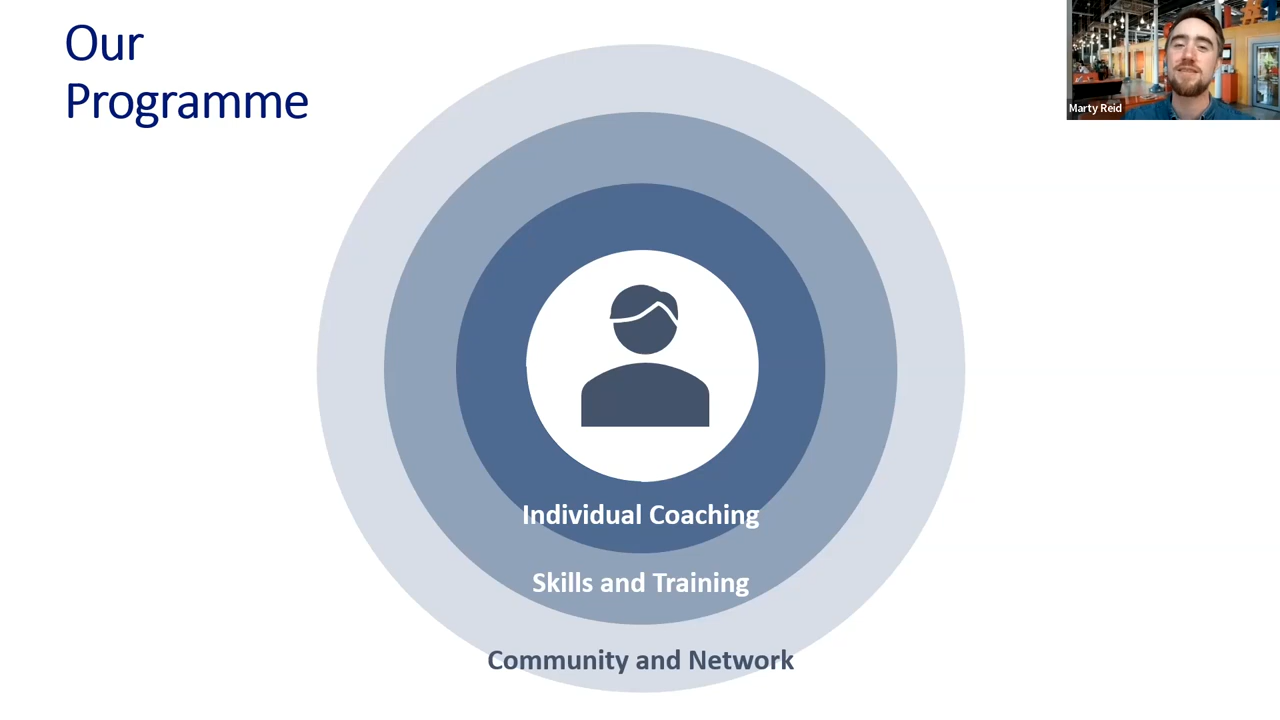 Our
Programme
Marty Reid
Individual Coaching
Skills and Training
Community and Network